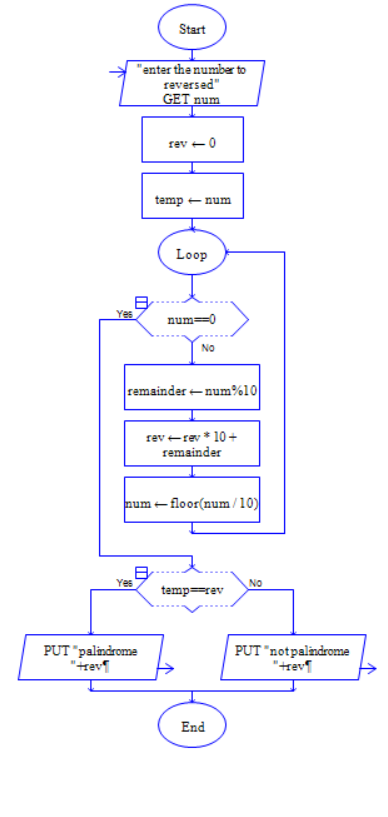 Start
"enter the number to
reversed"
GET num
rev ← 0
temp ← num
Loop
Yes
num==0
No
remainder ← num%10
rev ← rev * 10 +
remainder
num ← floor(num / 10)
Yes
temp==rev
No
PUT "palindrome
"+rev¶
PUT "not palindrome
"+rev¶
End